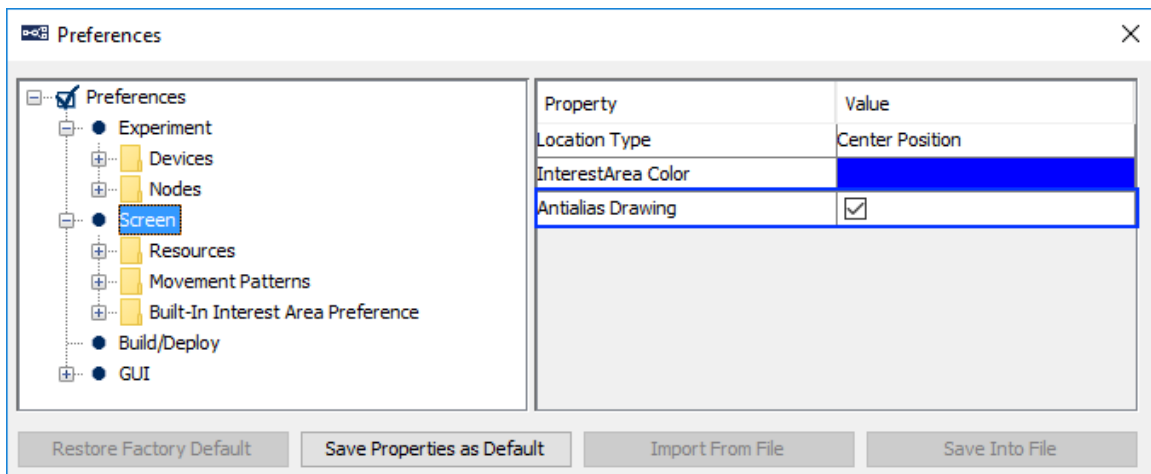 Preferences
Preferences
Experiment
Devices
Nodes
Screen
Resources
Movement Patterns
Built-In Interest Area Preference
Build/Deploy
GUI
Property Value
Location Type Center Position
InterestArea Color
Antialias Drawing
Restore Factory Default Save Properties as Default Import From File Save Into File